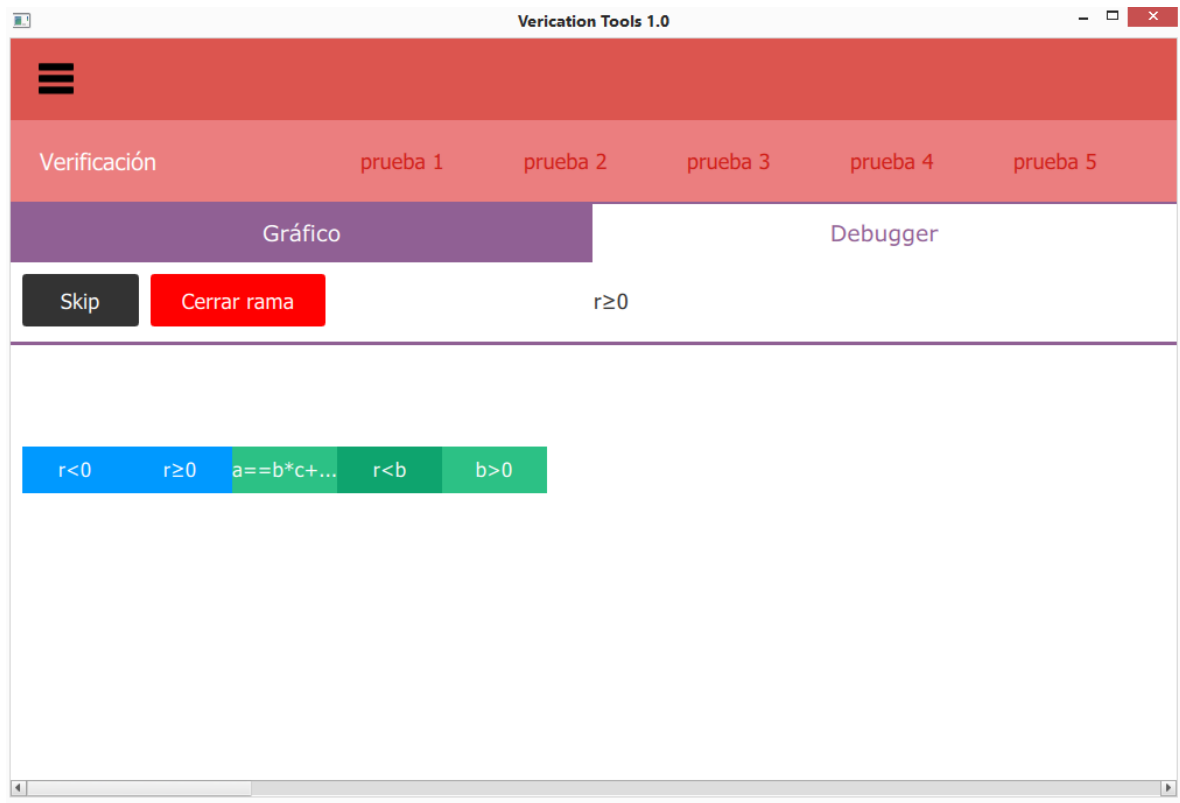 Verication Tools 1.0
Verificación prueba 1 prueba 2 prueba 3 prueba 4 prueba 5
Gráfico Debugger
Skip Cerrar rama r≥0
r<0 r≥0 a==b*c+... r<b b>0